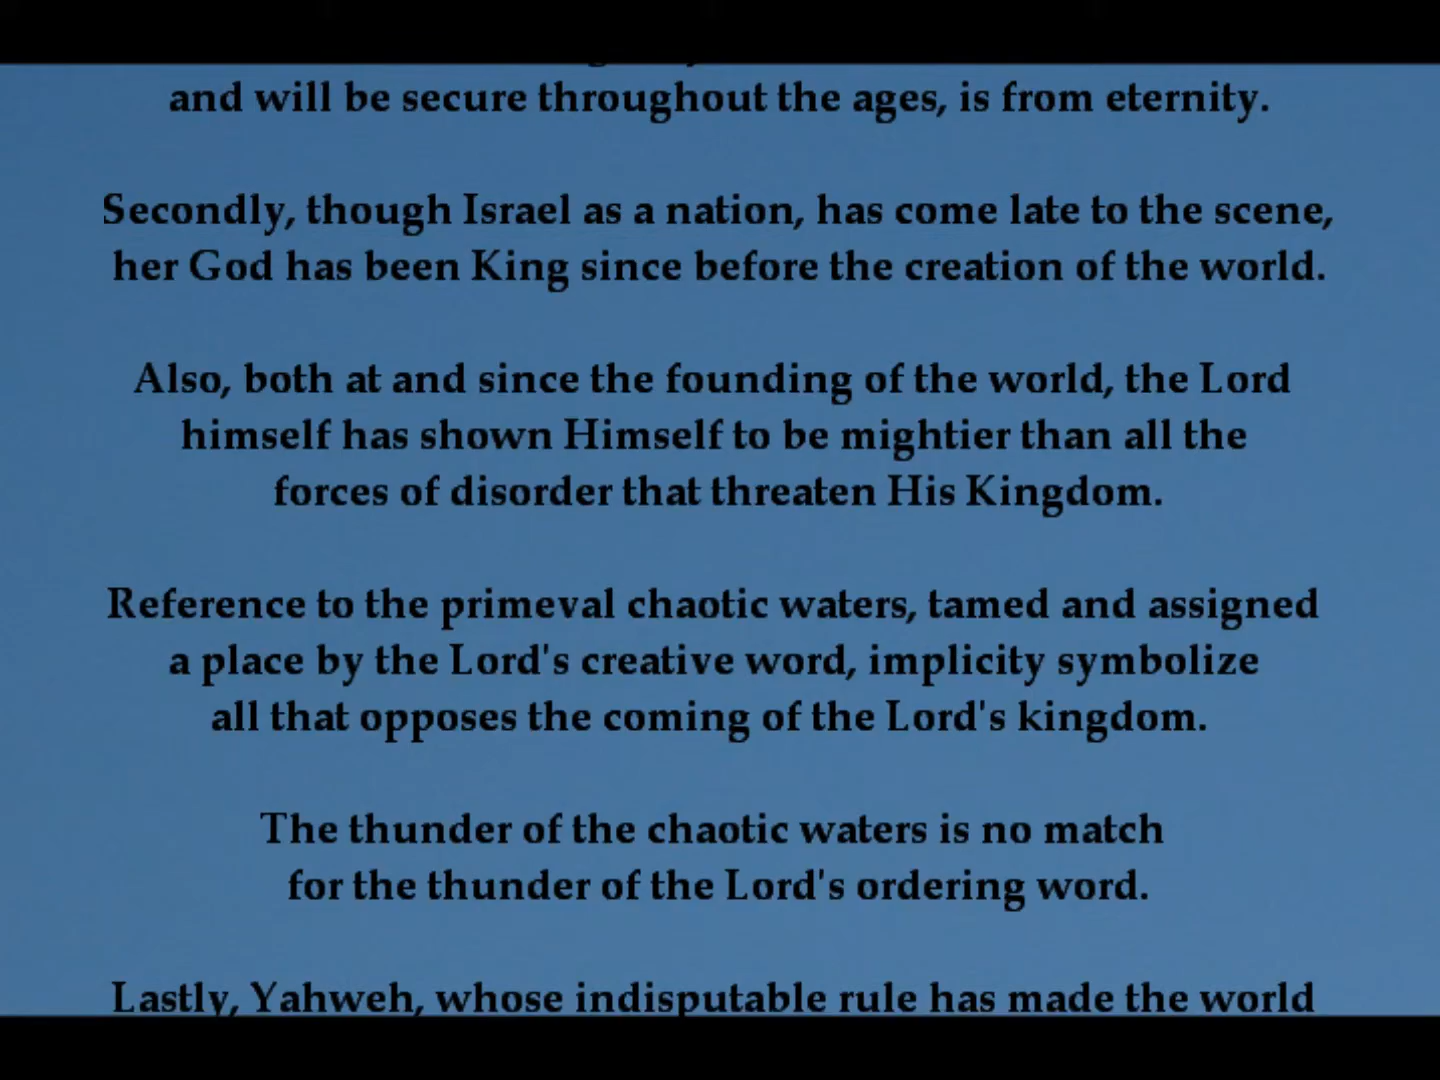 and will be secure throughout the ages, is from eternity.
Secondly, though Israel as a nation, has come late to the scene,
her God has been King since before the creation of the world.
Also, both at and since the founding of the world, the Lord
himself has shown Himself to be mightier than all the
forces of disorder that threaten His Kingdom.
Reference to the primeval chaotic waters, tamed and assigned
a place by the Lord's creative word, implicity symbolize
all that opposes the coming of the Lord's kingdom.
The thunder of the chaotic waters is no match
for the thunder of the Lord's ordering word.
Lastly, Yahweh, whose indisputable rule has made the world